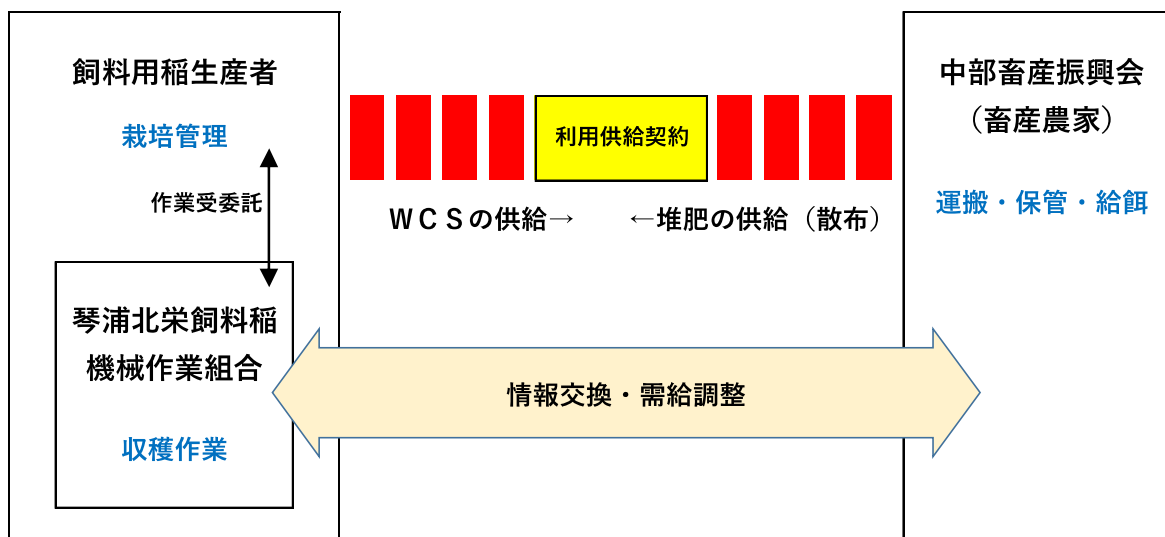 飼料用稲生産者
栽培管理
作業受委託
琴浦北栄飼料稲
機械作業組合
収穫作業
利用供給契約
ＷＣＳの供給→　←堆肥の供給（散布）
情報交換・需給調整
中部畜産振興会
（畜産農家）
運搬・保管・給餌